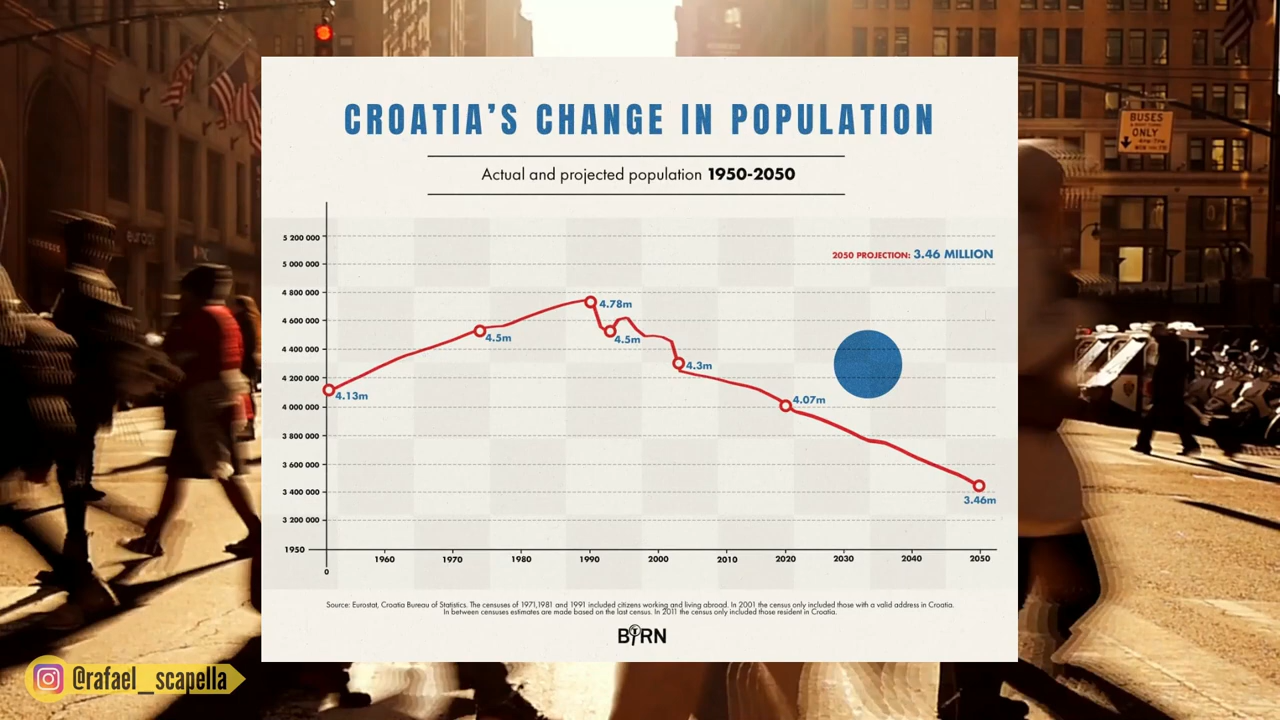 BUSES
ONLY
CROATIA'S CHANGE IN POPULATION
Actual and projected population 1950-2050
2050 PROJECTION: 3.46 MILLION
5 200 000
5 000 000
4 800 000
4 600 000
4 400 000
4 200 000
4 000 000
3 800 000
3 600 000
3 400 000
3 200 000
4.13m
4.5m
4.78m
4.5m
4.3m
4.07m
3.46m
1950
0
1960
1970
1980
1990
2000
2010
2020
2030
2040
2050
Source: Eurostat, Croatia Bureau of Statistics. The censuses of 1971,1981 and 1991 included citizens working and living abroad. In 2001 the census only included those with a valid address in Croatia.
In between censuses estimates are made based on the last census. In 2011 the census only included those resident in Croatia.
BIRN
@rafael_scapella